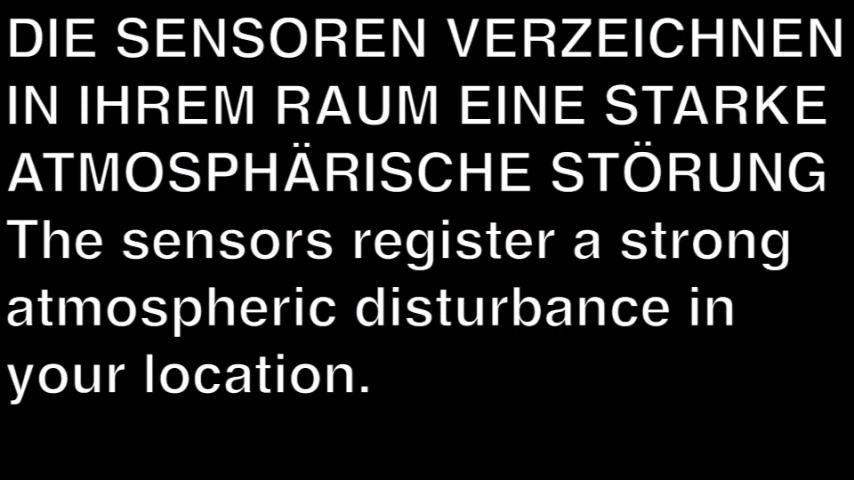 DIE SENSOREN VERZEICHNEN
IN IHREM RAUM EINE STARKE
ATMOSPHÄRISCHE STÖRUNG
The sensors register a strong
atmospheric disturbance in
your location.